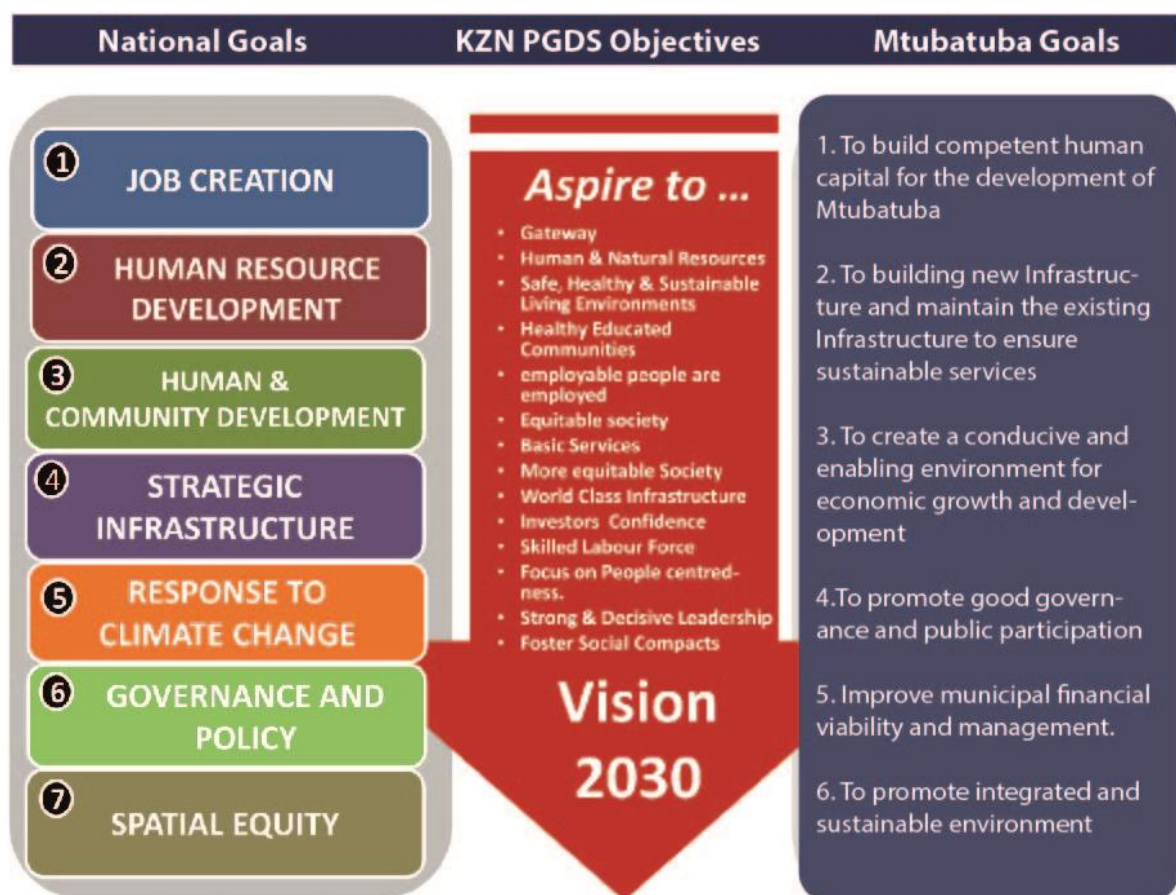 National Goals
KZN PGDS Objectives
Mtubatuba Goals
1
JOB CREATION
2
HUMAN RESOURCE
DEVELOPMENT
3
HUMAN &
COMMUNITY DEVELOPMENT
4
STRATEGIC
INFRASTRUCTURE
5
RESPONSE TO
CLIMATE CHANGE
6
GOVERNANCE AND
POLICY
7
SPATIAL EQUITY
Aspire to ...
• Gateway
• Human & Natural Resources
• Safe, Healthy & Sustainable
Living Environments
• Healthy Educated
Communities
• employable people are
employed
• Equitable society
• Basic Services
• More equitable Society
• World Class Infrastructure
• Investors Confidence
• Skilled Labour Force
• Focus on People centred-
ness.
• Strong & Decisive Leadership
• Foster Social Compacts
Vision
2030
1. To build competent human
capital for the development of
Mtubatuba
2. To building new Infrastruc-
ture and maintain the existing
Infrastructure to ensure
sustainable services
3. To create a conducive and
enabling environment for
economic growth and devel-
opment
4.To promote good govern-
ance and public participation
5. Improve municipal financial
viability and management.
6. To promote integrated and
sustainable environment